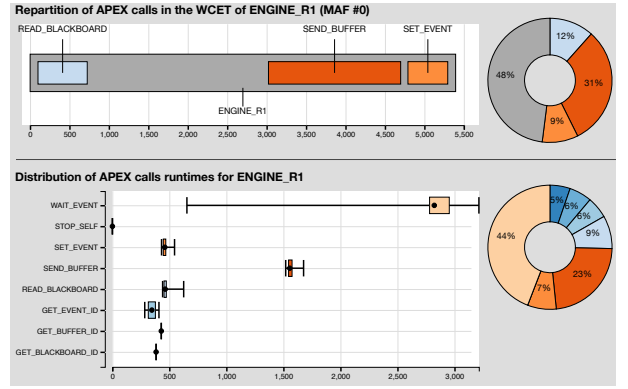 Repartition of APEX calls in the WCET of ENGINE_R1 (MAF #0)
READ_BLACKBOARD
SEND_BUFFER
SET_EVENT
ENGINE_R1
0 500 1,000 1,500 2,000 2,500 3,000 3,500 4,000 4,500 5,000 5,500
12%
48%
31%
9%
Distribution of APEX calls runtimes for ENGINE_R1
WAIT_EVENT
STOP_SELF
SET_EVENT
SEND_BUFFER
READ_BLACKBOARD
GET_EVENT_ID
GET_BUFFER_ID
GET_BLACKBOARD_ID
0 500 1,000 1,500 2,000 2,500 3,000
5%
6%
6%
9%
44%
23%
7%